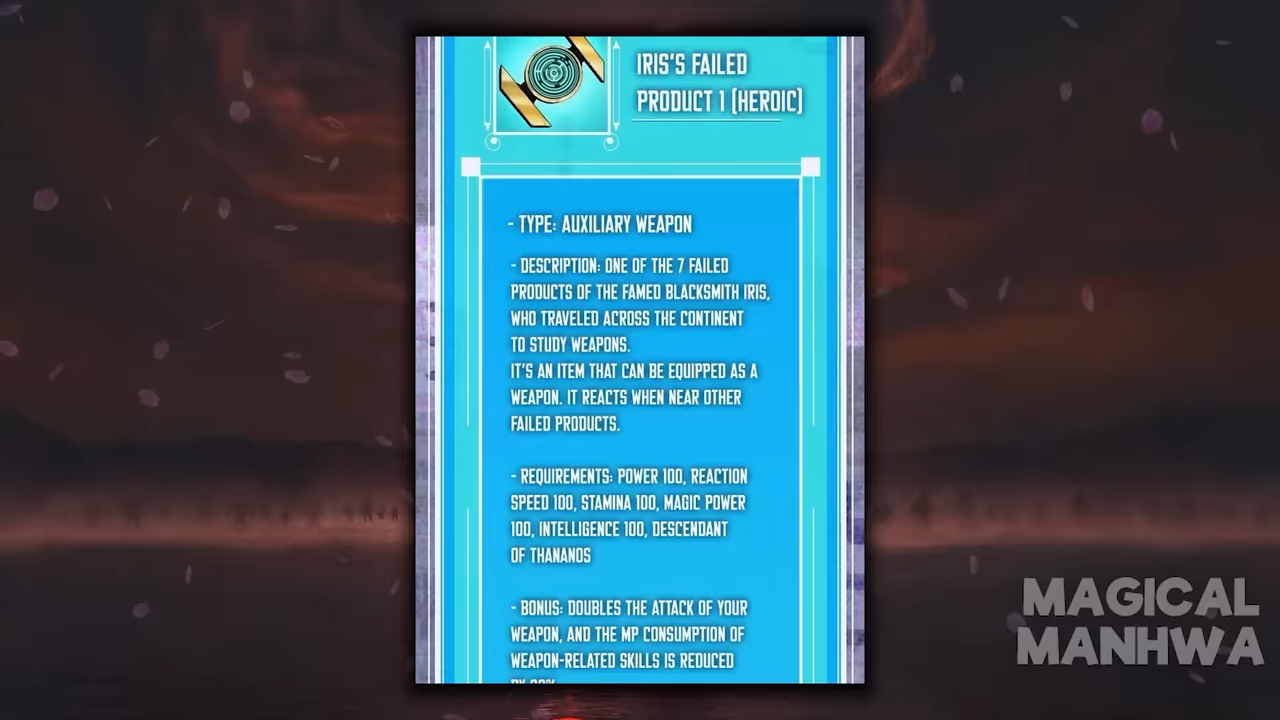 IRIS'S FAILED
PRODUCT 1 (HEROIC)
- TYPE: AUXILIARY WEAPON
- DESCRIPTION: ONE OF THE 7 FAILED
PRODUCTS OF THE FAMED BLACKSMITH IRIS,
WHO TRAVELED ACROSS THE CONTINENT
TO STUDY WEAPONS.
IT'S AN ITEM THAT CAN BE EQUIPPED AS A
WEAPON. IT REACTS WHEN NEAR OTHER
FAILED PRODUCTS.
- REQUIREMENTS: POWER 100, REACTION
SPEED 100, STAMINA 100, MAGIC POWER
100, INTELLIGENCE 100, DESCENDANT
OF THANANOS
- BONUS: DOUBLES THE ATTACK OF YOUR
WEAPON, AND THE MP CONSUMPTION OF
WEAPON-RELATED SKILLS IS REDUCED
BY
MAGICAL
MANHWA